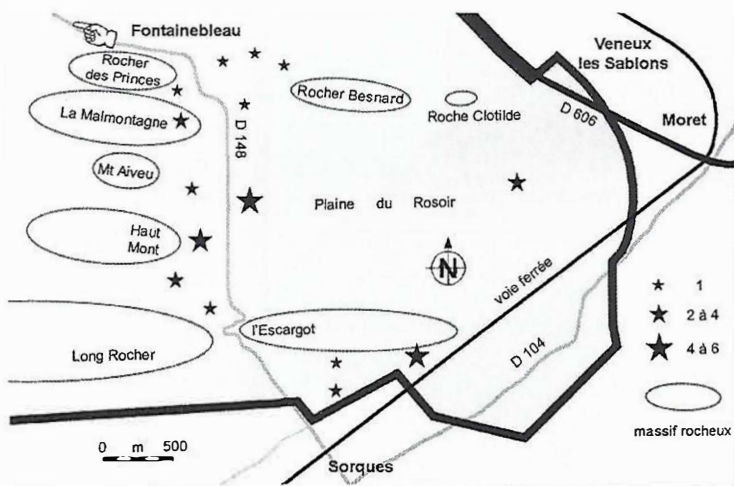 Fontainebleau
Veneux
les Sablons
Rocher
des Princes
Rocher Besnard
Roche Clotilde
D 606
Moret
La Malmontagne
D 148
Mt Aiveu
Plaine du Rosoir
Haut
Mont
N
voie ferrée
1
2 à 4
4 à 6
l'Escargot
Long Rocher
D 104
massif rocheux
0 m 500
Sorques